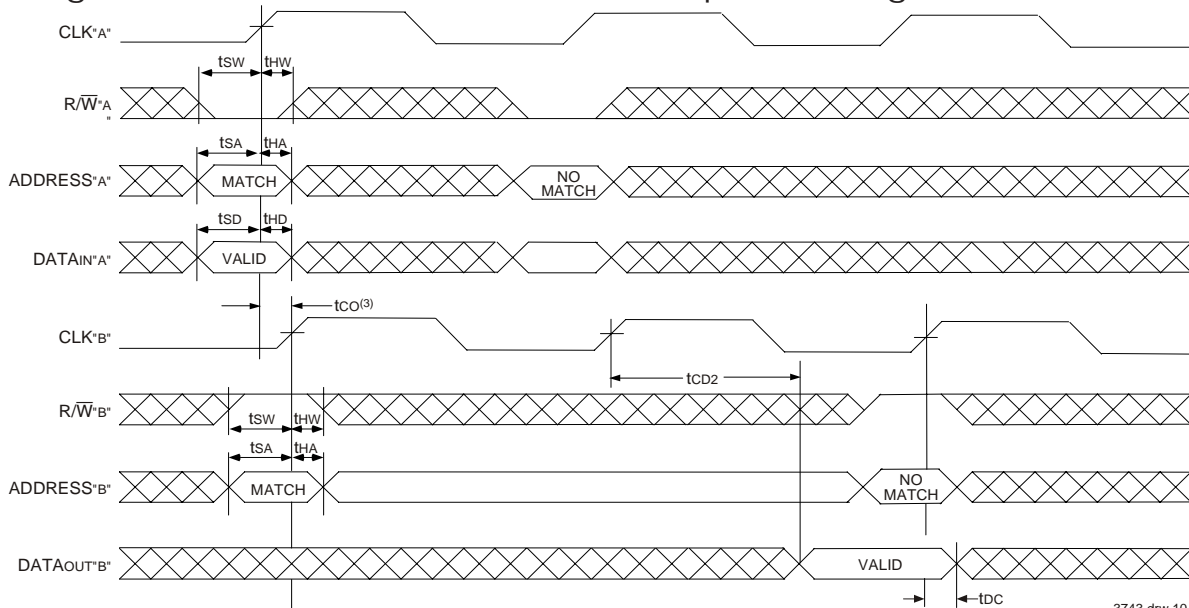 CLK"A"
tSW tHW
R/W"A
"
tSA tHA
ADDRESS"A" MATCH NO MATCH
tSD tHD
DATAIN"A" VALID
tCO(3)
CLK"B"
tCD2
R/W"B"
tSW tHW
tSA tHA
ADDRESS"B" MATCH NO MATCH
DATAOUT"B" VALID
tDC